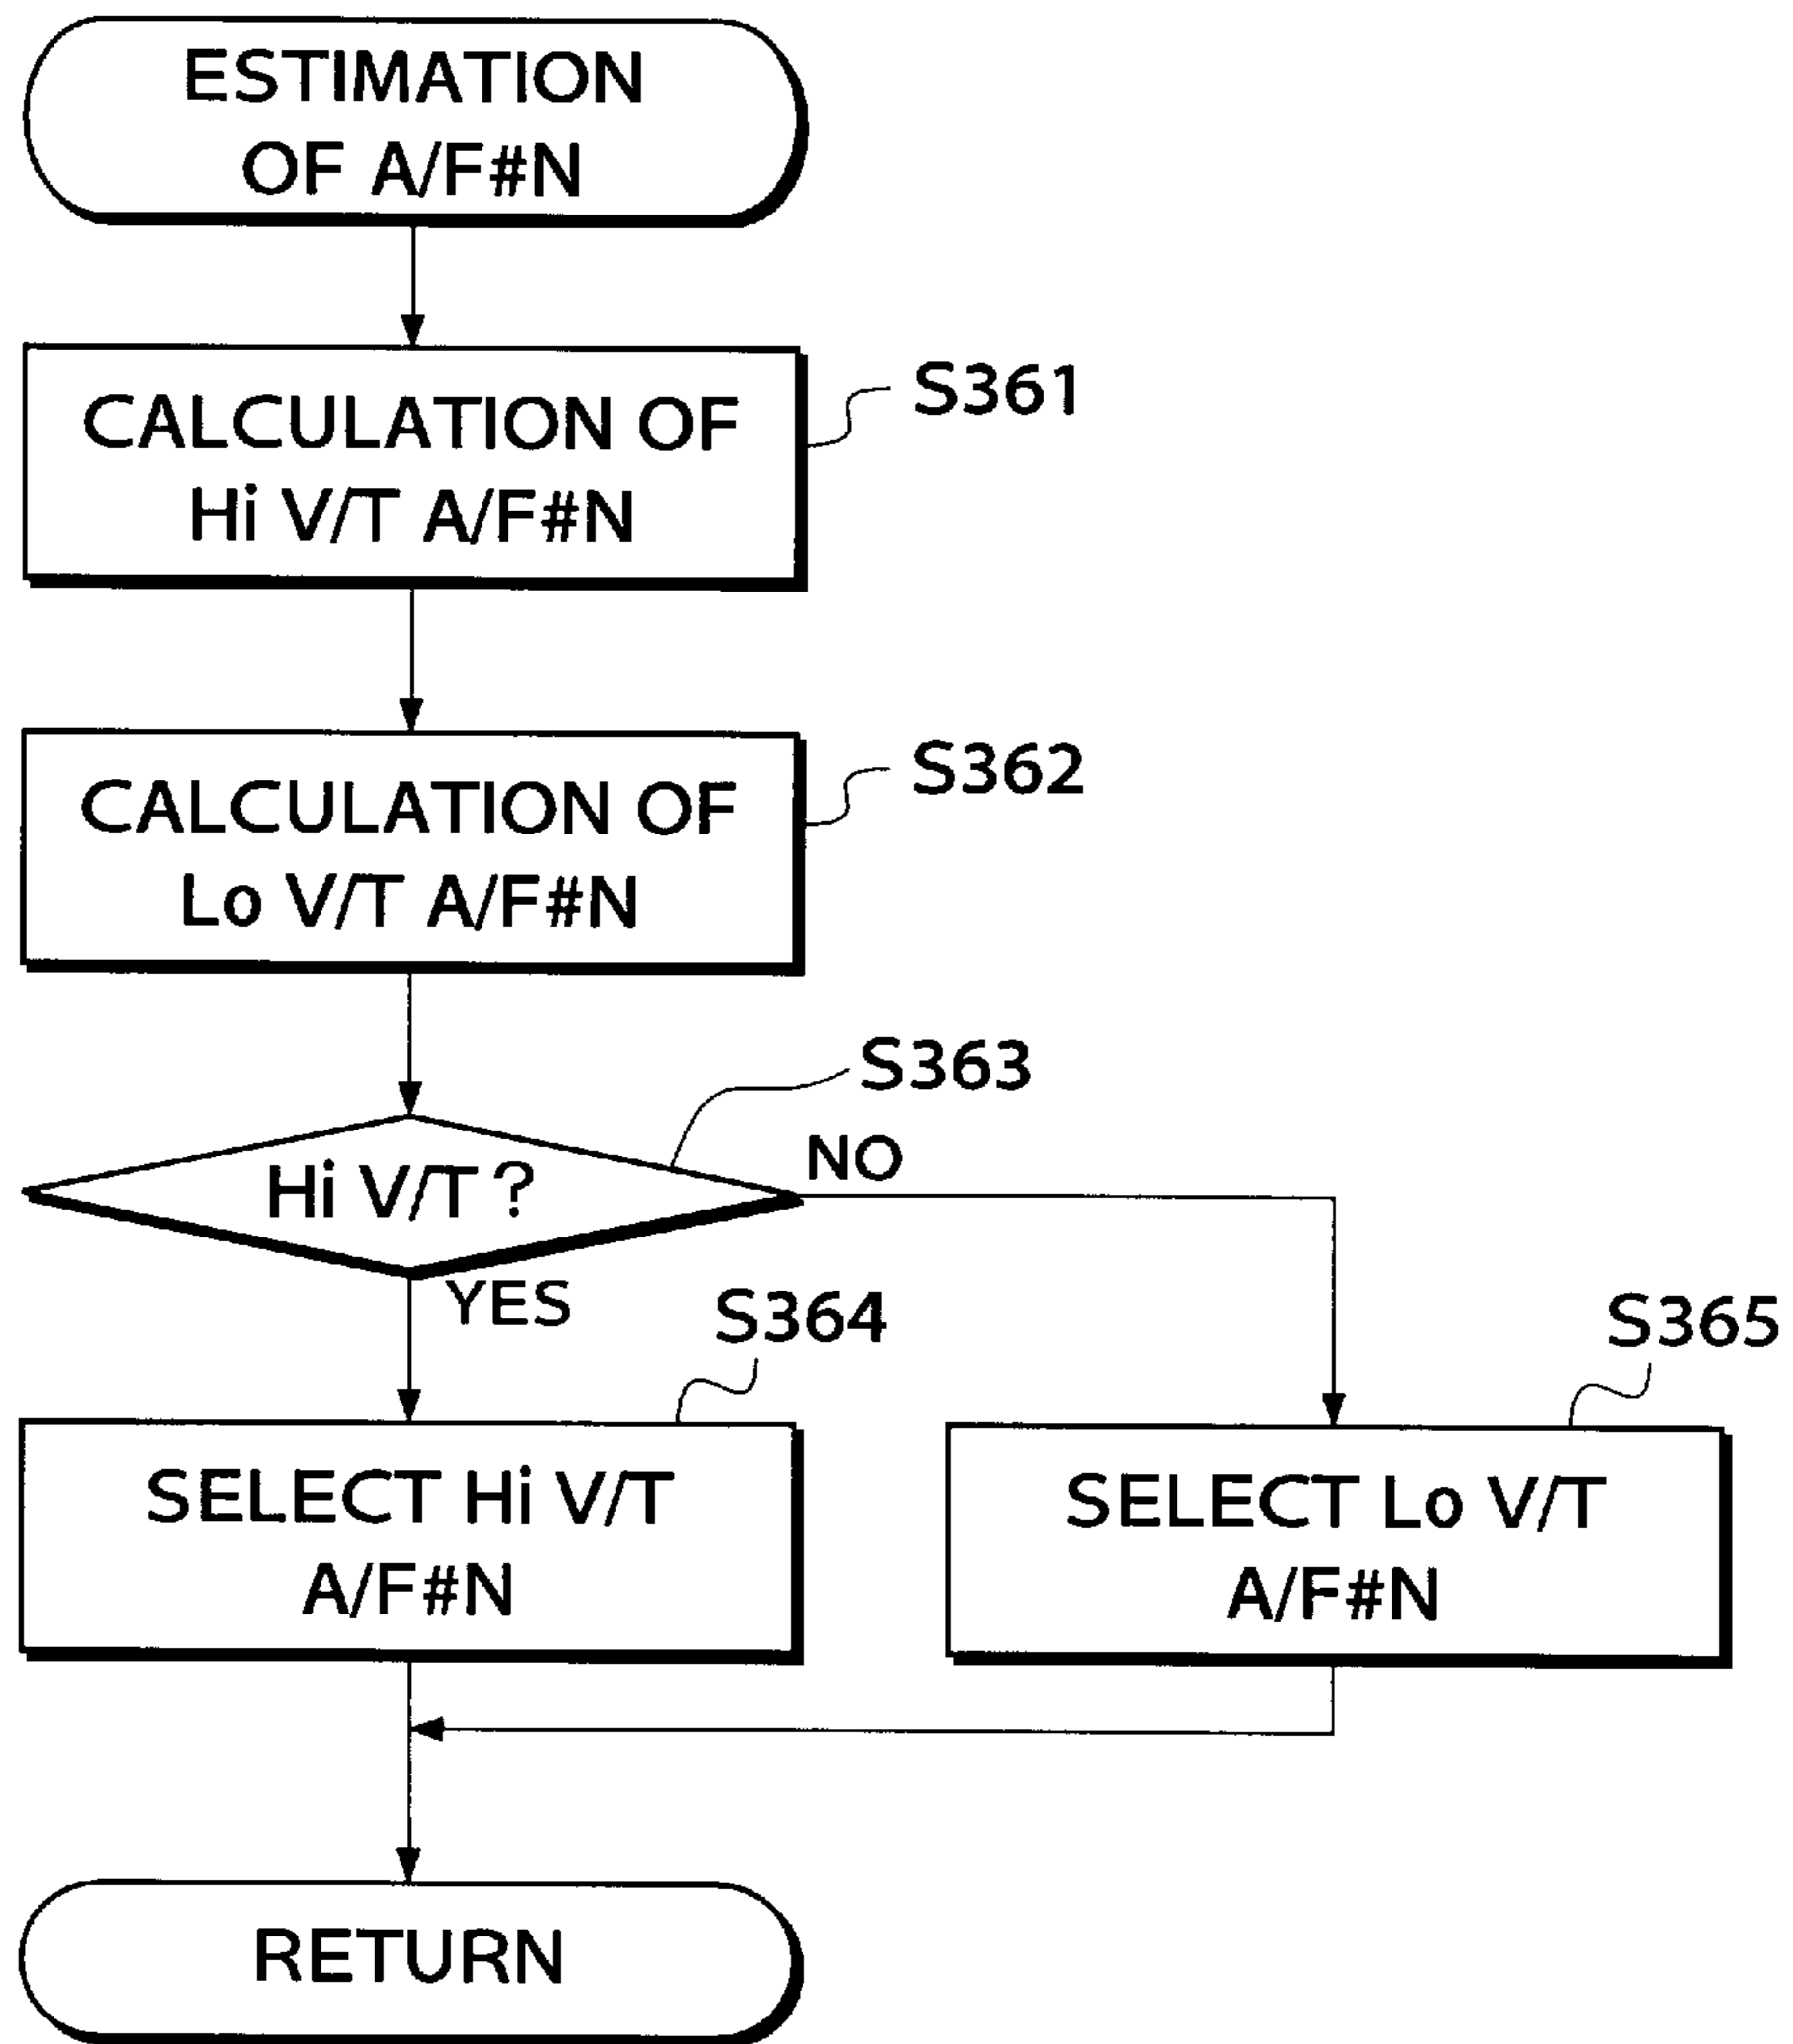 ESTIMATION
OF A/F#N
CALCULATION OF
Hi V/T A/F#N
S361
CALCULATION OF
Lo V/T A/F#N
S362
S363
Hi V/T ?
NO
YES
S364
SELECT Hi V/T
A/F#N
S365
SELECT Lo V/T
A/F#N
RETURN